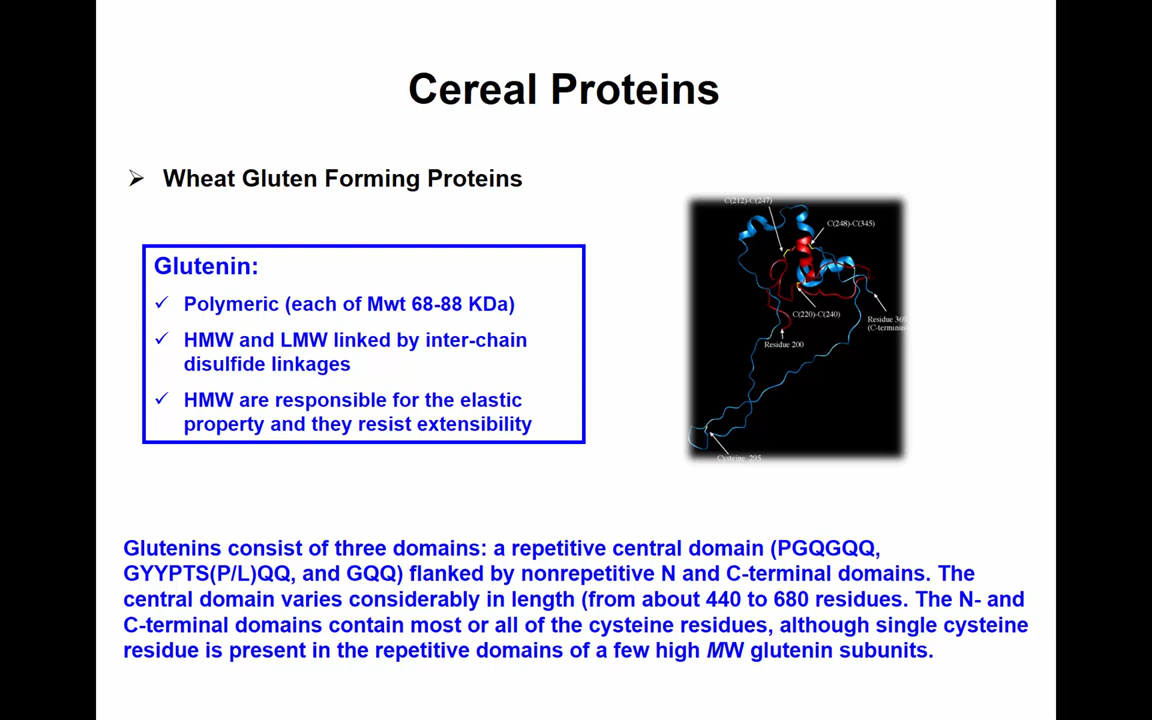 Cereal Proteins
➢ Wheat Gluten Forming Proteins
Glutenin:
✓ Polymeric (each of Mwt 68-88 KDa)
✓ HMW and LMW linked by inter-chain
disulfide linkages
✓ HMW are responsible for the elastic
property and they resist extensibility
C(212)-C(247)
C(248)-C(345)
C(220)-C(240)
Residue 36
(C-terminus
Residue 200
Cysteine 295
Glutenins consist of three domains: a repetitive central domain (PGQGQQ,
GYYPTS(P/L)QQ, and GQQ) flanked by nonrepetitive N and C-terminal domains. The
central domain varies considerably in length (from about 440 to 680 residues. The N- and
C-terminal domains contain most or all of the cysteine residues, although single cysteine
residue is present in the repetitive domains of a few high MW glutenin subunits.